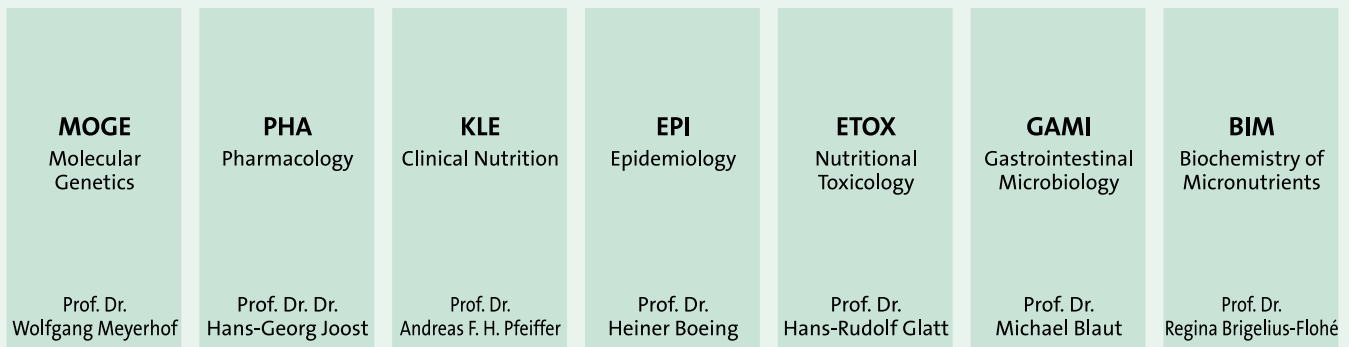 MOGE
Molecular
Genetics
Prof. Dr.
Wolfgang Meyerhof
PHA
Pharmacology
Prof. Dr. Dr.
Hans-Georg Joost
KLE
Clinical Nutrition
Prof. Dr.
Andreas F. H. Pfeiffer
EPI
Epidemiology
Prof. Dr.
Heiner Boeing
ETOX
Nutritional
Toxicology
Prof. Dr.
Hans-Rudolf Glatt
GAMI
Gastrointestinal
Microbiology
Prof. Dr.
Michael Blaut
BIM
Biochemistry of
Micronutrients
Prof. Dr.
Regina Brigelius-Flohé